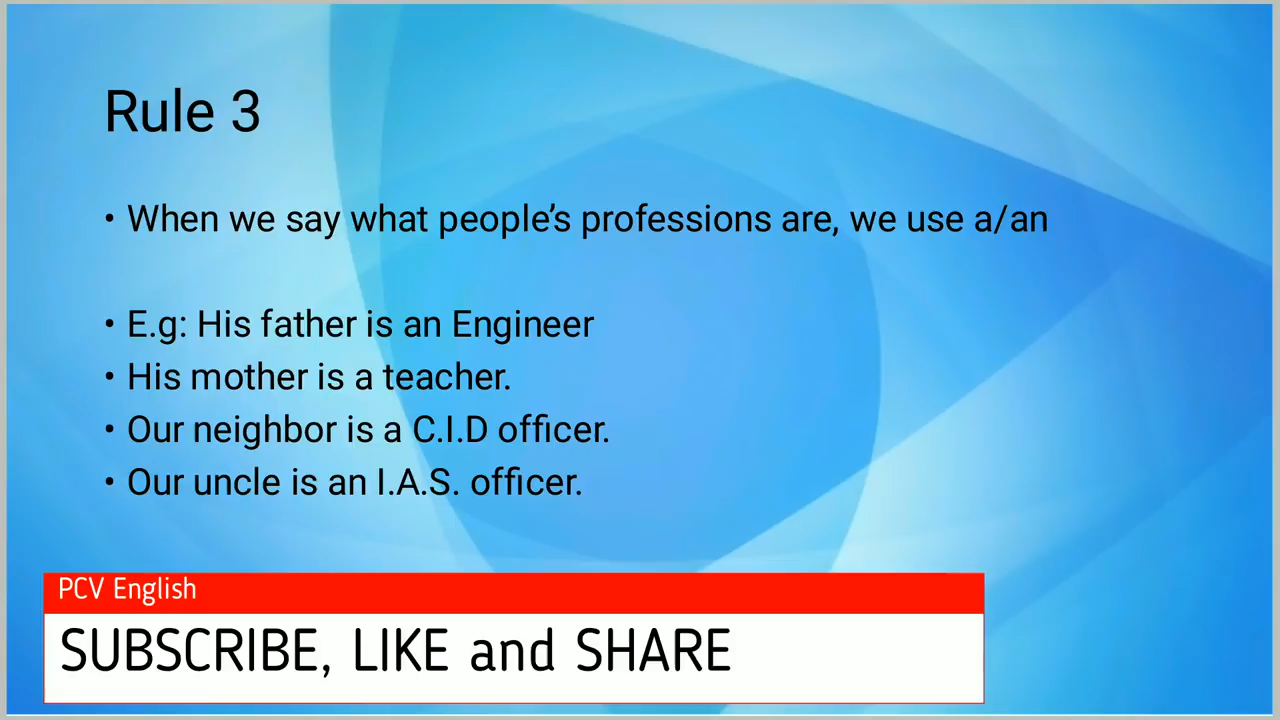 Rule 3
• When we say what people’s professions are, we use a/an
• E.g: His father is an Engineer
• His mother is a teacher.
• Our neighbor is a C.I.D officer.
• Our uncle is an I.A.S. officer.
PCV English
SUBSCRIBE, LIKE and SHARE